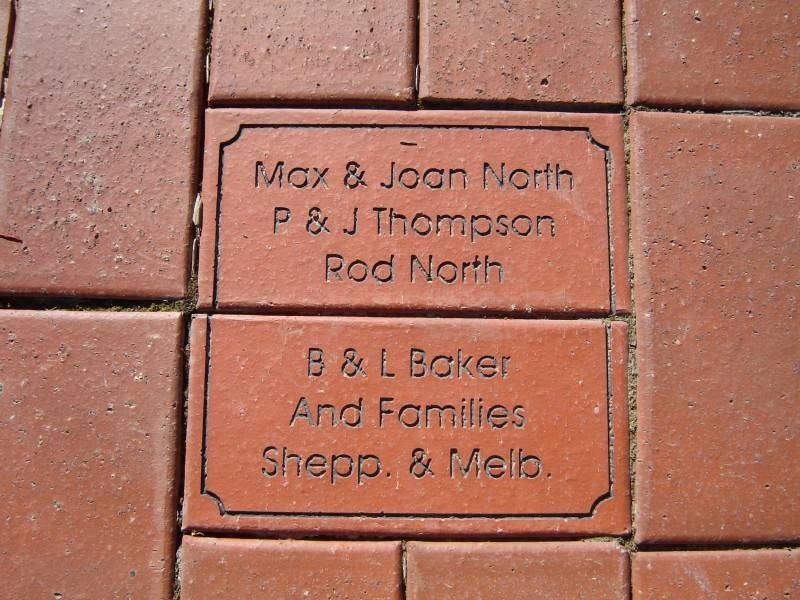 Max & Joan North
P & J Thompson
Rod North
B & L Baker
And Families
Shepp. & Melb.